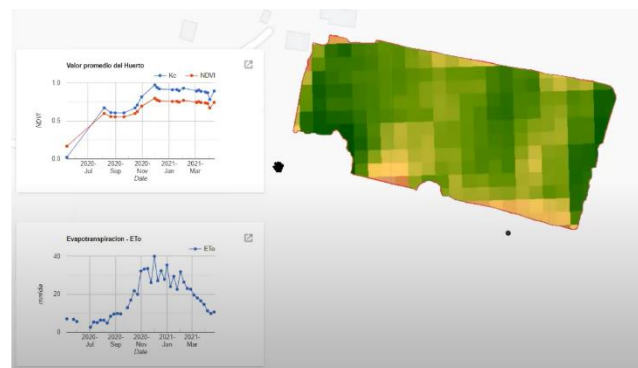 Valor promedio del Huerto
Kc NDVI
NDVI
1.0
0.5
0.0
2020- 2020- 2020- 2021- 2021-
Jul Sep Nov Jan Mar
Date
Evapotranspiracion - ETo
ETo
40
20
0
2020- 2020- 2020- 2021- 2021-
Jul Sep Nov Jan Mar
Date